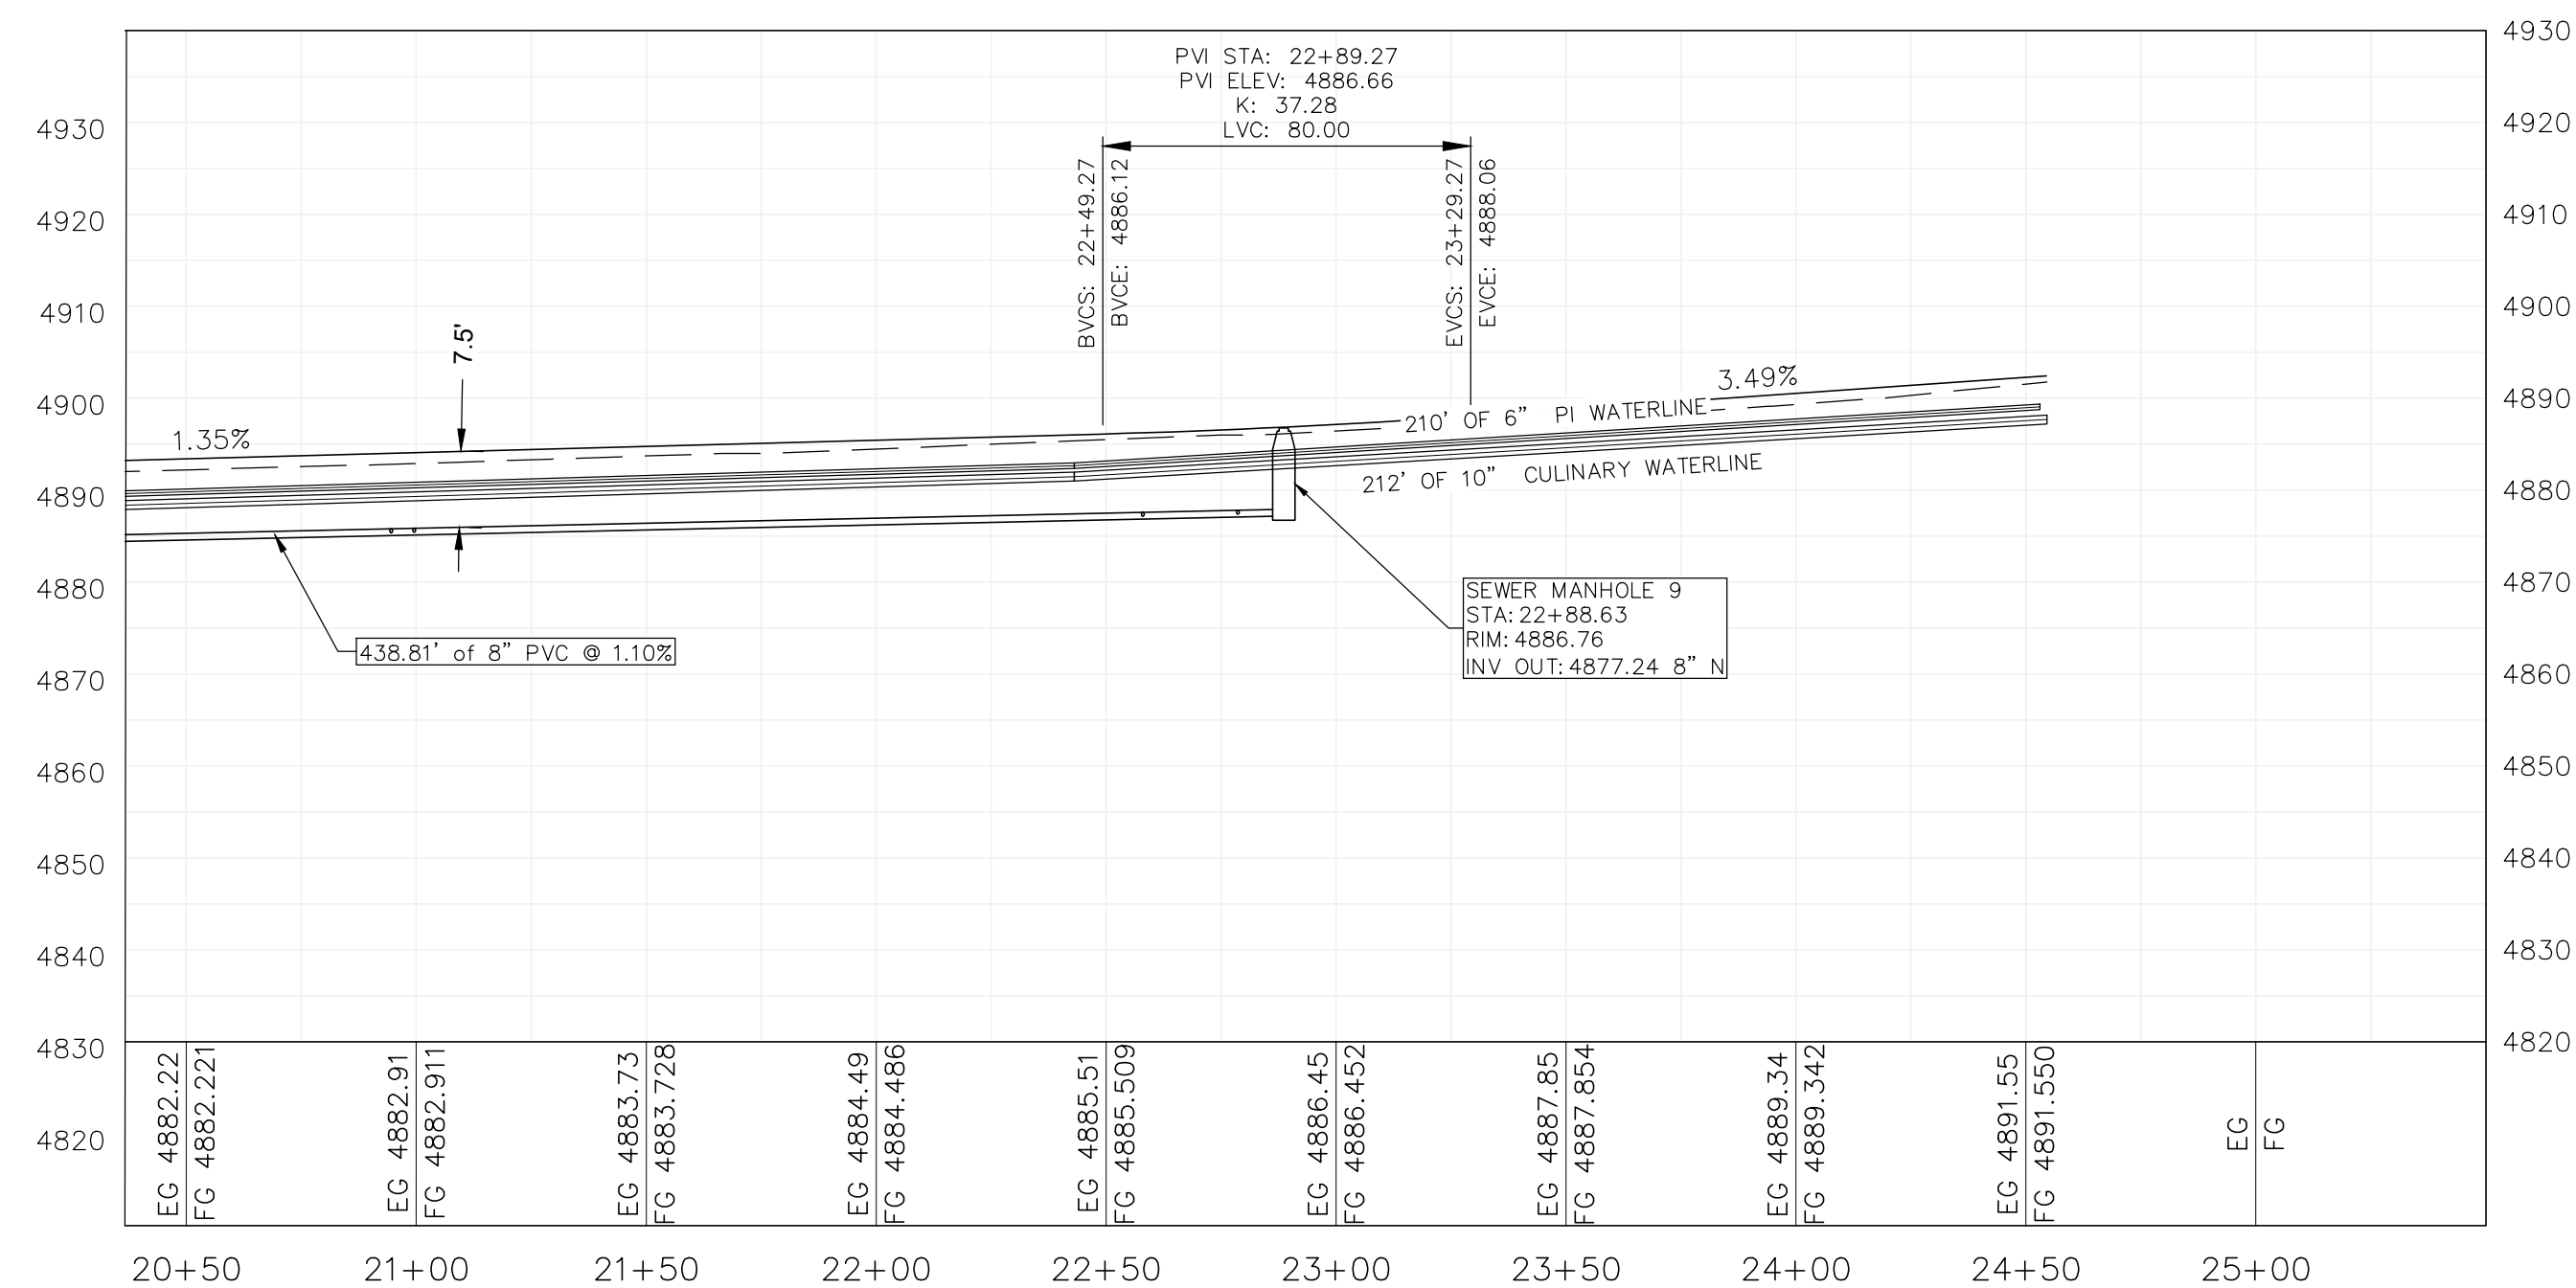 PVI STA: 22+89.27
PVI ELEV: 4886.66
K: 37.28
LVC: 80.00
BVCS: 22+49.27
BVCE: 4886.12
EVCS: 23+29.27
EVCE: 4888.06
4930
4920
4910
4900
4890
4880
4870
4860
4850
4840
4830
4820
4930
4920
4910
4900
4890
4880
4870
4860
4850
4840
4830
4820
7.5'
1.35%
3.49%
210' OF 6" PI WATERLINE
212' OF 10" CULINARY WATERLINE
438.81' of 8" PVC @ 1.10%
SEWER MANHOLE 9
STA: 22+88.63
RIM: 4886.76
INV OUT: 4877.24 8" N
EG 4882.22
FG 4882.221
EG 4882.91
FG 4882.911
EG 4883.73
FG 4883.728
EG 4884.49
FG 4884.486
EG 4885.51
FG 4885.509
EG 4886.45
FG 4886.452
EG 4887.85
FG 4887.854
EG 4889.34
FG 4889.342
EG 4891.55
FG 4891.550
EG
FG
20+50
21+00
21+50
22+00
22+50
23+00
23+50
24+00
24+50
25+00